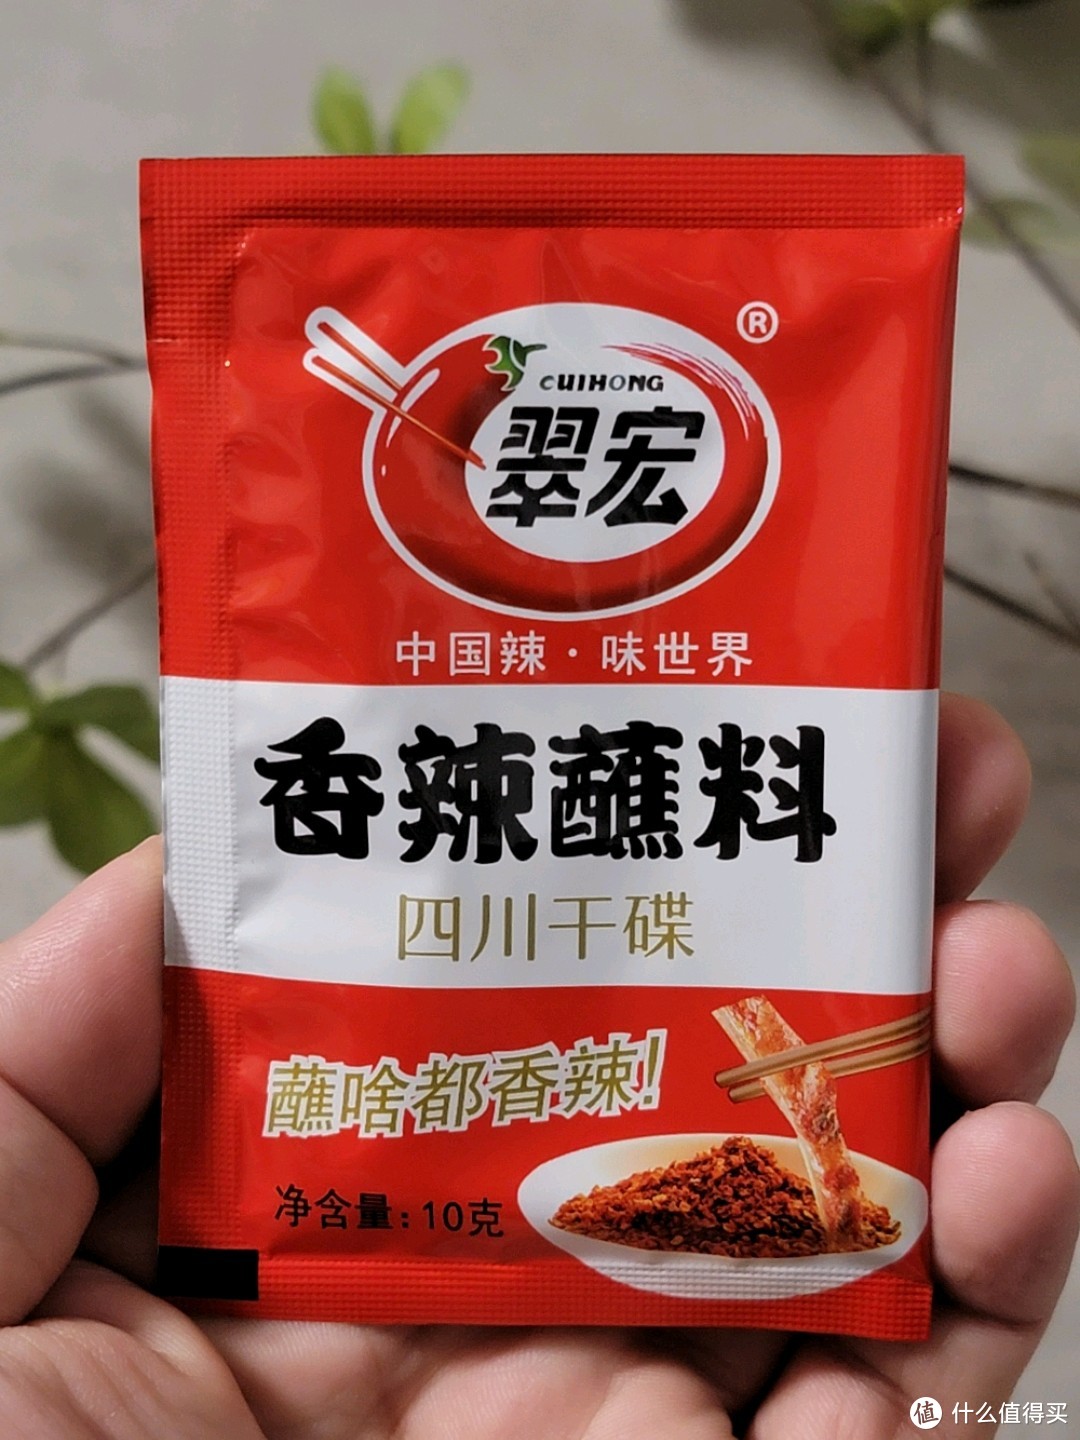 ®
CUIHONG
翠宏
中国辣·味世界
香辣蘸料
四川干碟
蘸啥都香辣!
净含量:10克
值 什么值得买